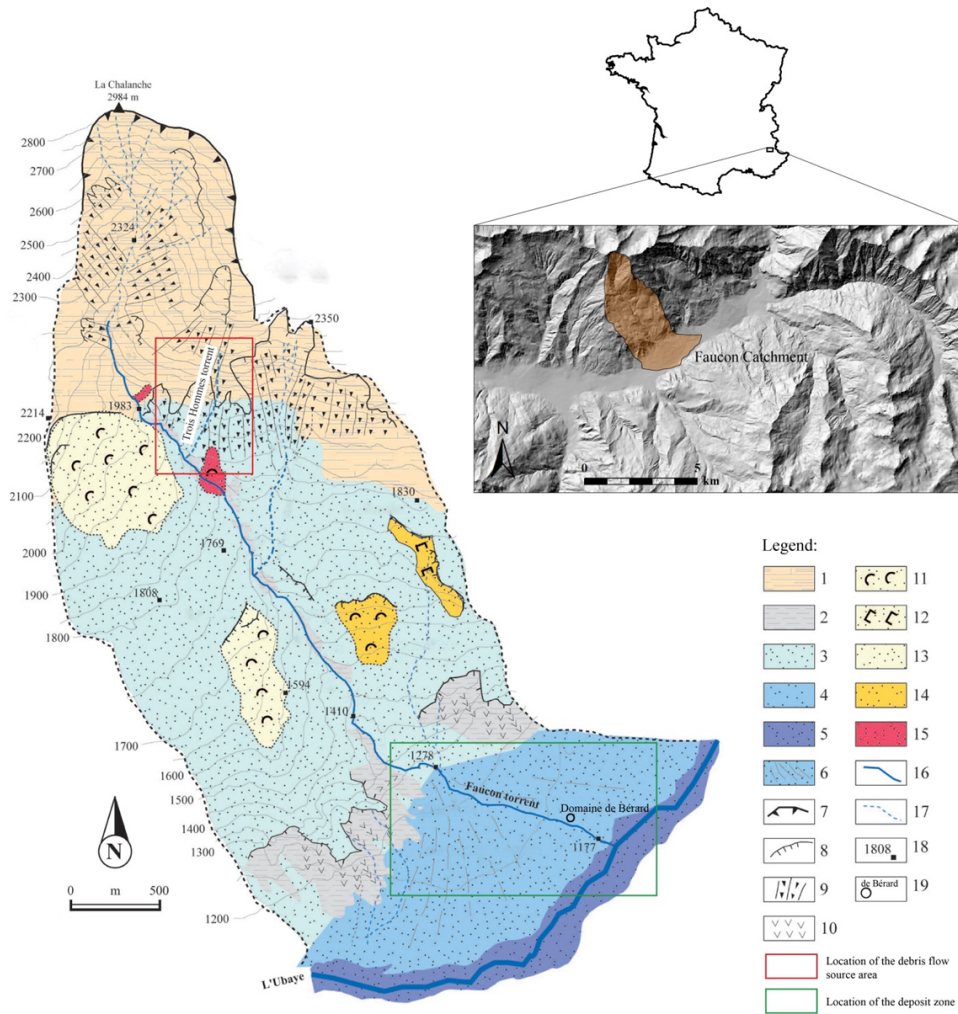 La Chalanche
2984 m
2800
2700
2600
2500
2400
2300
2324
2350
Trois Hommes torrent
1983
2214
2200
2100
2000
1900
1800
1830
1769
1808
1594
1410
1700
1600
1500
1400
1300
1200
1278
Faucon torrent
Domaine de Bérard
1177
L'Ubaye
N
0 m 500
Faucon Catchment
N
0 5
km
Legend:
1
2
3
4
5
6
7
8
9
10
11
12
13
14
15
16
17
1808 18
de Bérard 19
Location of the debris flow
source area
Location of the deposit zone